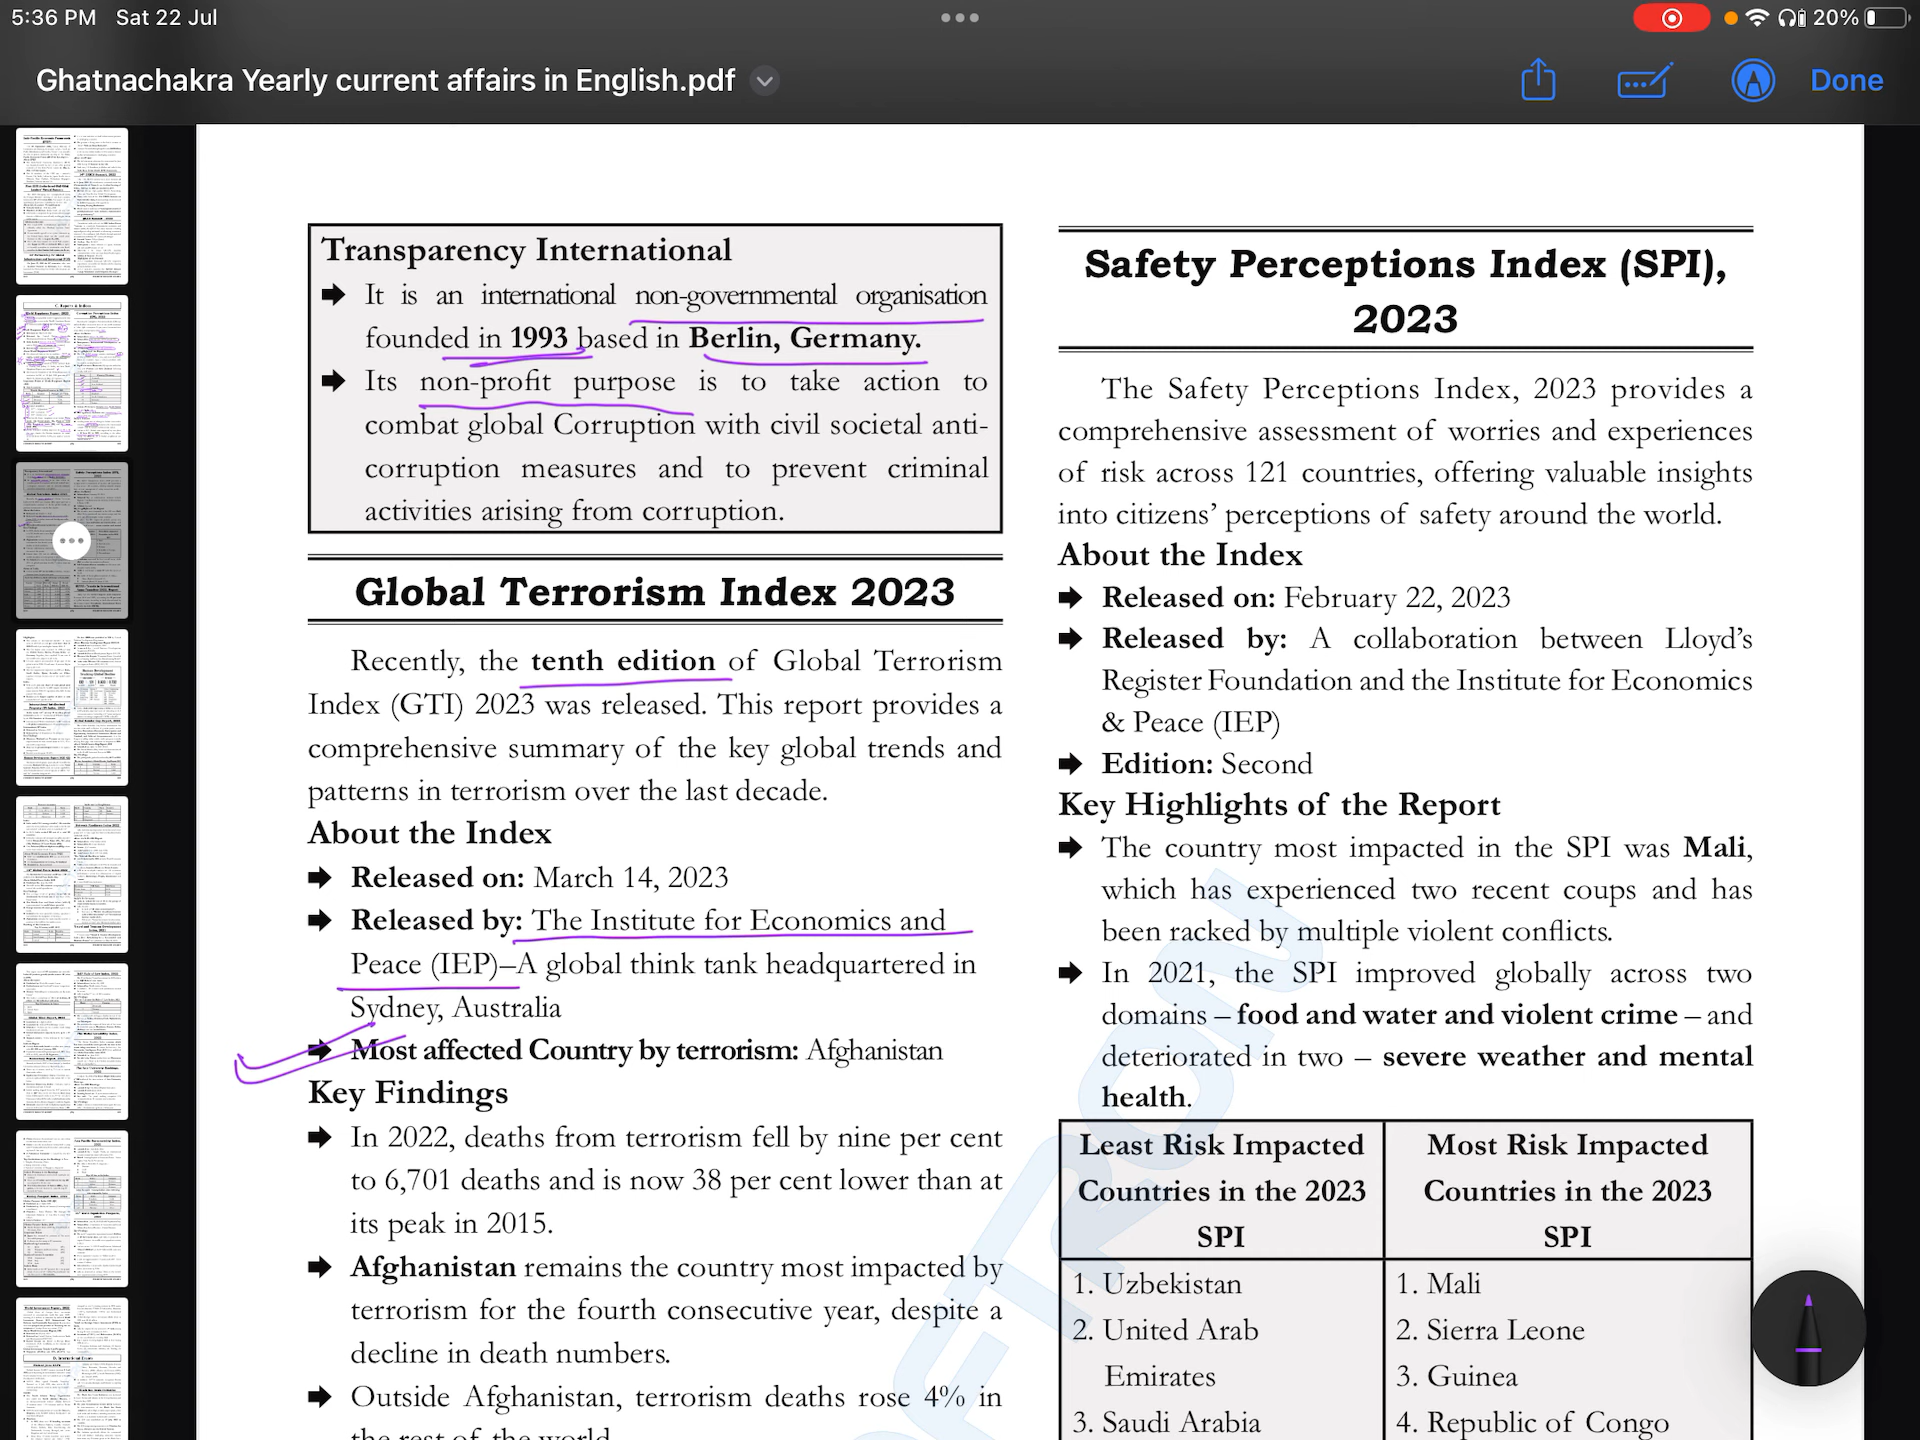 5:36 PM Sat 22 Jul
20%
Ghatnachakra Yearly current affairs in English.pdf
Done
Transparency International
It is an international non-governmental organisation
founded in 1993 based in Berlin, Germany.
Its non-profit purpose is to take action to
combat global Corruption with civil societal anti-
corruption measures and to prevent criminal
activities arising from corruption.
Global Terrorism Index 2023
Recently, the tenth edition of Global Terrorism
Index (GTI) 2023 was released. This report provides a
comprehensive summary of the key global trends and
patterns in terrorism over the last decade.
About the Index
Released on: March 14, 2023
Released by: The Institute for Economics and
Peace (IEP)–A global think tank headquartered in
Sydney, Australia
Most affected Country by terrorism: Afghanistan
Key Findings
In 2022, deaths from terrorism fell by nine per cent
to 6,701 deaths and is now 38 per cent lower than at
its peak in 2015.
Afghanistan remains the country most impacted by
terrorism for the fourth consecutive year, despite a
decline in death numbers.
Outside Afghanistan, terrorism deaths rose 4% in
the rest of the world
Safety Perceptions Index (SPI),
2023
The Safety Perceptions Index, 2023 provides a
comprehensive assessment of worries and experiences
of risk across 121 countries, offering valuable insights
into citizens’ perceptions of safety around the world.
About the Index
Released on: February 22, 2023
Released by: A collaboration between Lloyd’s
Register Foundation and the Institute for Economics
& Peace (IEP)
Edition: Second
Key Highlights of the Report
The country most impacted in the SPI was Mali,
which has experienced two recent coups and has
been racked by multiple violent conflicts.
In 2021, the SPI improved globally across two
domains – food and water and violent crime – and
deteriorated in two – severe weather and mental
health.
Least Risk Impacted
Countries in the 2023
SPI
Most Risk Impacted
Countries in the 2023
SPI
1. Uzbekistan
2. United Arab
Emirates
3. Saudi Arabia
1. Mali
2. Sierra Leone
3. Guinea
4. Republic of Congo